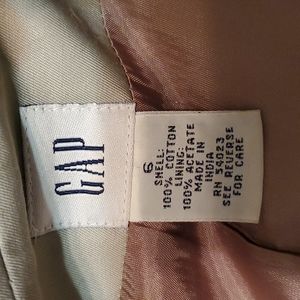 GAP
6
SHELL:
100% COTTON
LINING:
100% ACETATE
MADE IN
INDIA
RN 54023
SEE REVERSE
FOR CARE